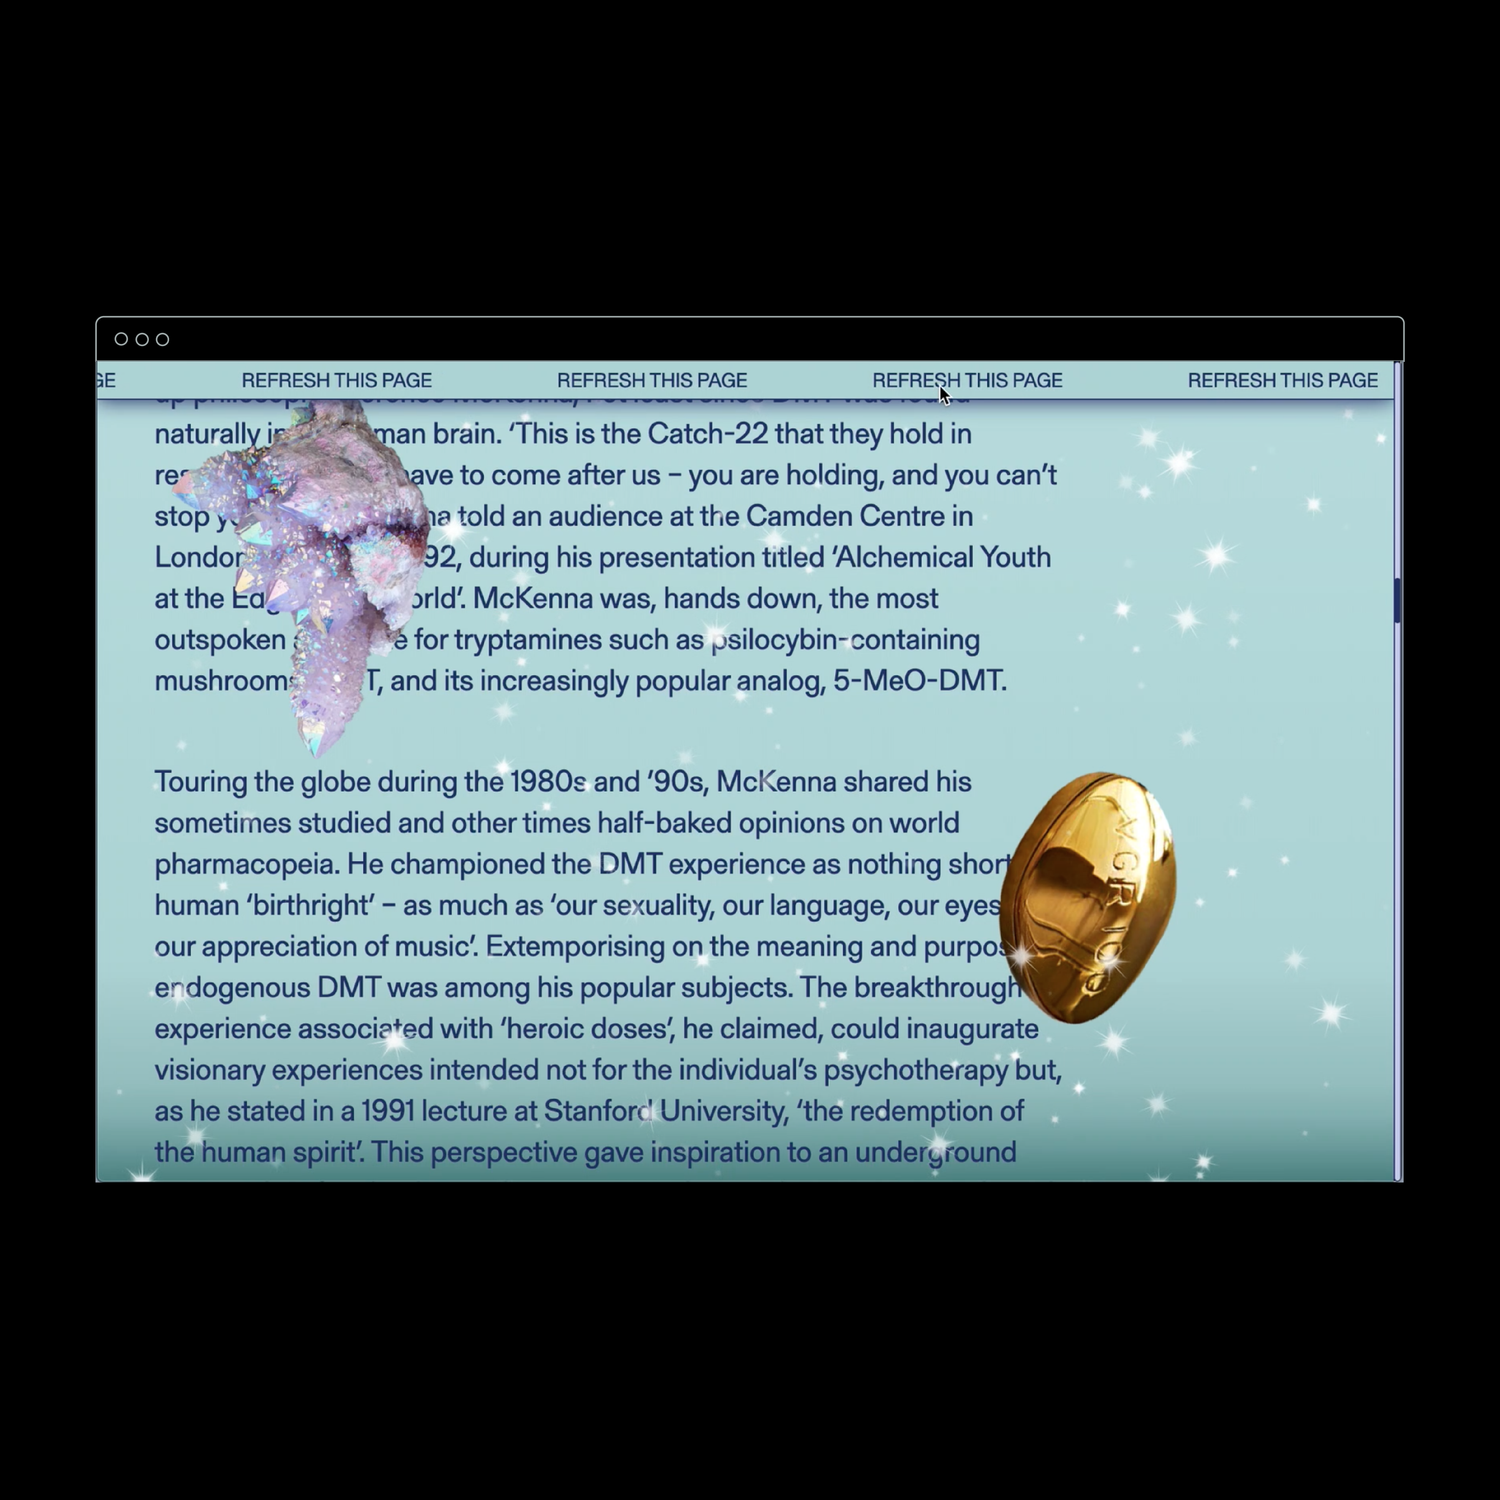 GE REFRESH THIS PAGE REFRESH THIS PAGE REFRESH THIS PAGE REFRESH THIS PAGE
naturally in man brain. ‘This is the Catch-22 that they hold in
res ave to come after us – you are holding, and you can’t
stop y na told an audience at the Camden Centre in
London 92, during his presentation titled ‘Alchemical Youth
at the Edg orld’. McKenna was, hands down, the most
outspoken e for tryptamines such as psilocybin-containing
mushrooms T, and its increasingly popular analog, 5-MeO-DMT.
Touring the globe during the 1980s and ’90s, McKenna shared his
sometimes studied and other times half-baked opinions on world
pharmacopeia. He championed the DMT experience as nothing short
human ‘birthright’ – as much as ‘our sexuality, our language, our eyes
our appreciation of music’. Extemporising on the meaning and purpos
endogenous DMT was among his popular subjects. The breakthrough
experience associated with ‘heroic doses’, he claimed, could inaugurate
visionary experiences intended not for the individual’s psychotherapy but,
as he stated in a 1991 lecture at Stanford University, ‘the redemption of
the human spirit’. This perspective gave inspiration to an underground